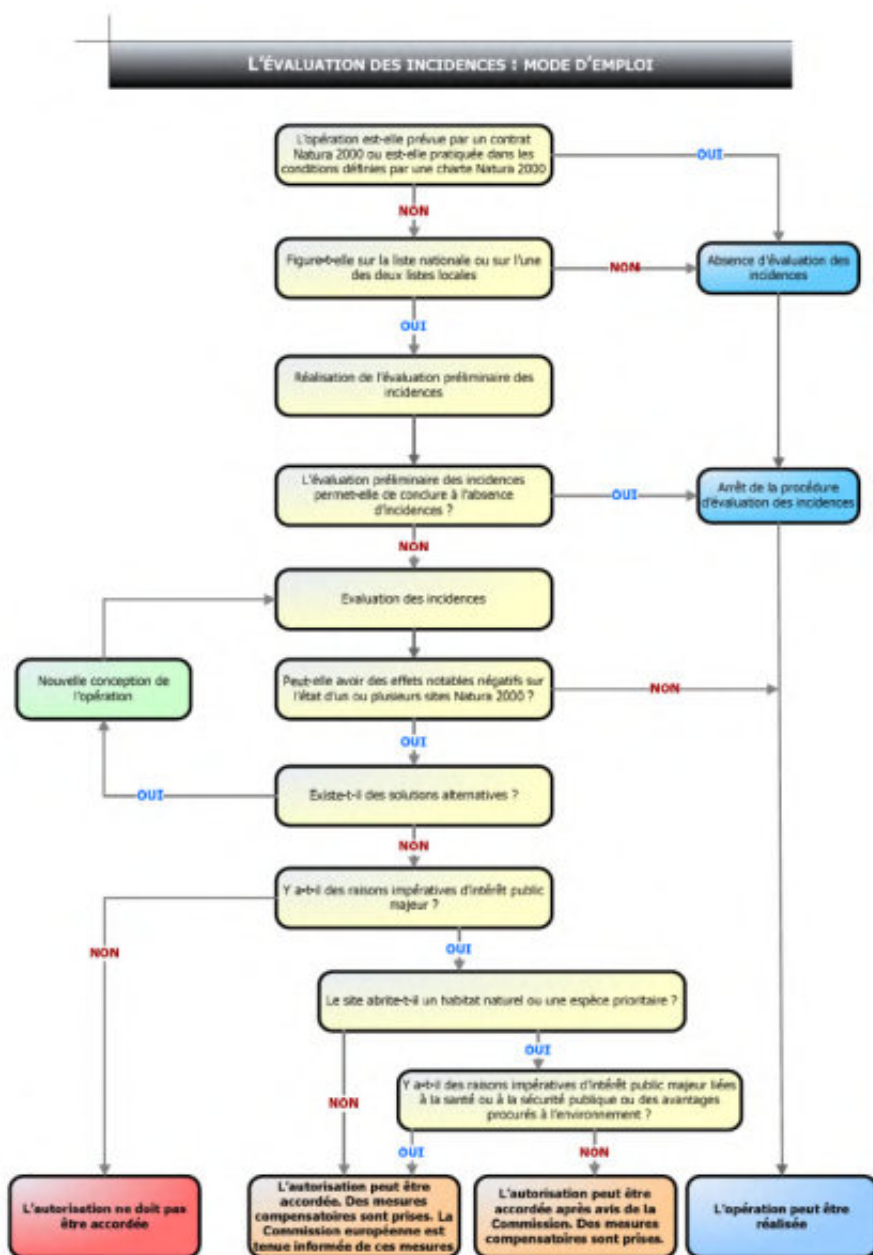 L'ÉVALUATION DES INCIDENCES : MODE D'EMPLOI
L'opération est-elle prévue par un contrat
Natura 2000 ou est-elle pratiquée dans les
conditions définies par une charte Natura 2000
OUI
NON
Figure-t-elle sur la liste nationale ou sur l'une
des deux listes locales
NON
Absence d'évaluation des
incidences
OUI
Réalisation de l'évaluation préliminaire des
incidences
L'évaluation préliminaire des incidences
permet-elle de conclure à l'absence
d'incidences ?
OUI
Arrêt de la procédure
d'évaluation des incidences
NON
Evaluation des incidences
Nouvelle conception de
l'opération
Peut-elle avoir des effets notables négatifs sur
l'état d'us ou plusieurs sites Natura 2000 ?
NON
OUI
OUI
Existe-t-il des solutions alternatives ?
NON
Y a-t-il des raisons impératives d'intérêt public
majeur ?
NON
OUI
Le site abrite-t-il un habitat naturel ou une espèce prioritaire ?
OUI
NON
Y a-t-il des raisons impératives d'intérêt public majeur liées
à la santé ou à la sécurité publique ou des avantages
procurés à l'environnement ?
OUI
NON
L'autorisation ne doit pas
être accordée
L'autorisation peut être
accordée. Des mesures
compensatoires sont prises. La
Commission européenne est
tenue informée de ces mesures
L'autorisation peut être
accordée après avis de la
Commission. Des mesures
compensatoires sont prises.
L'opération peut être
réalisée